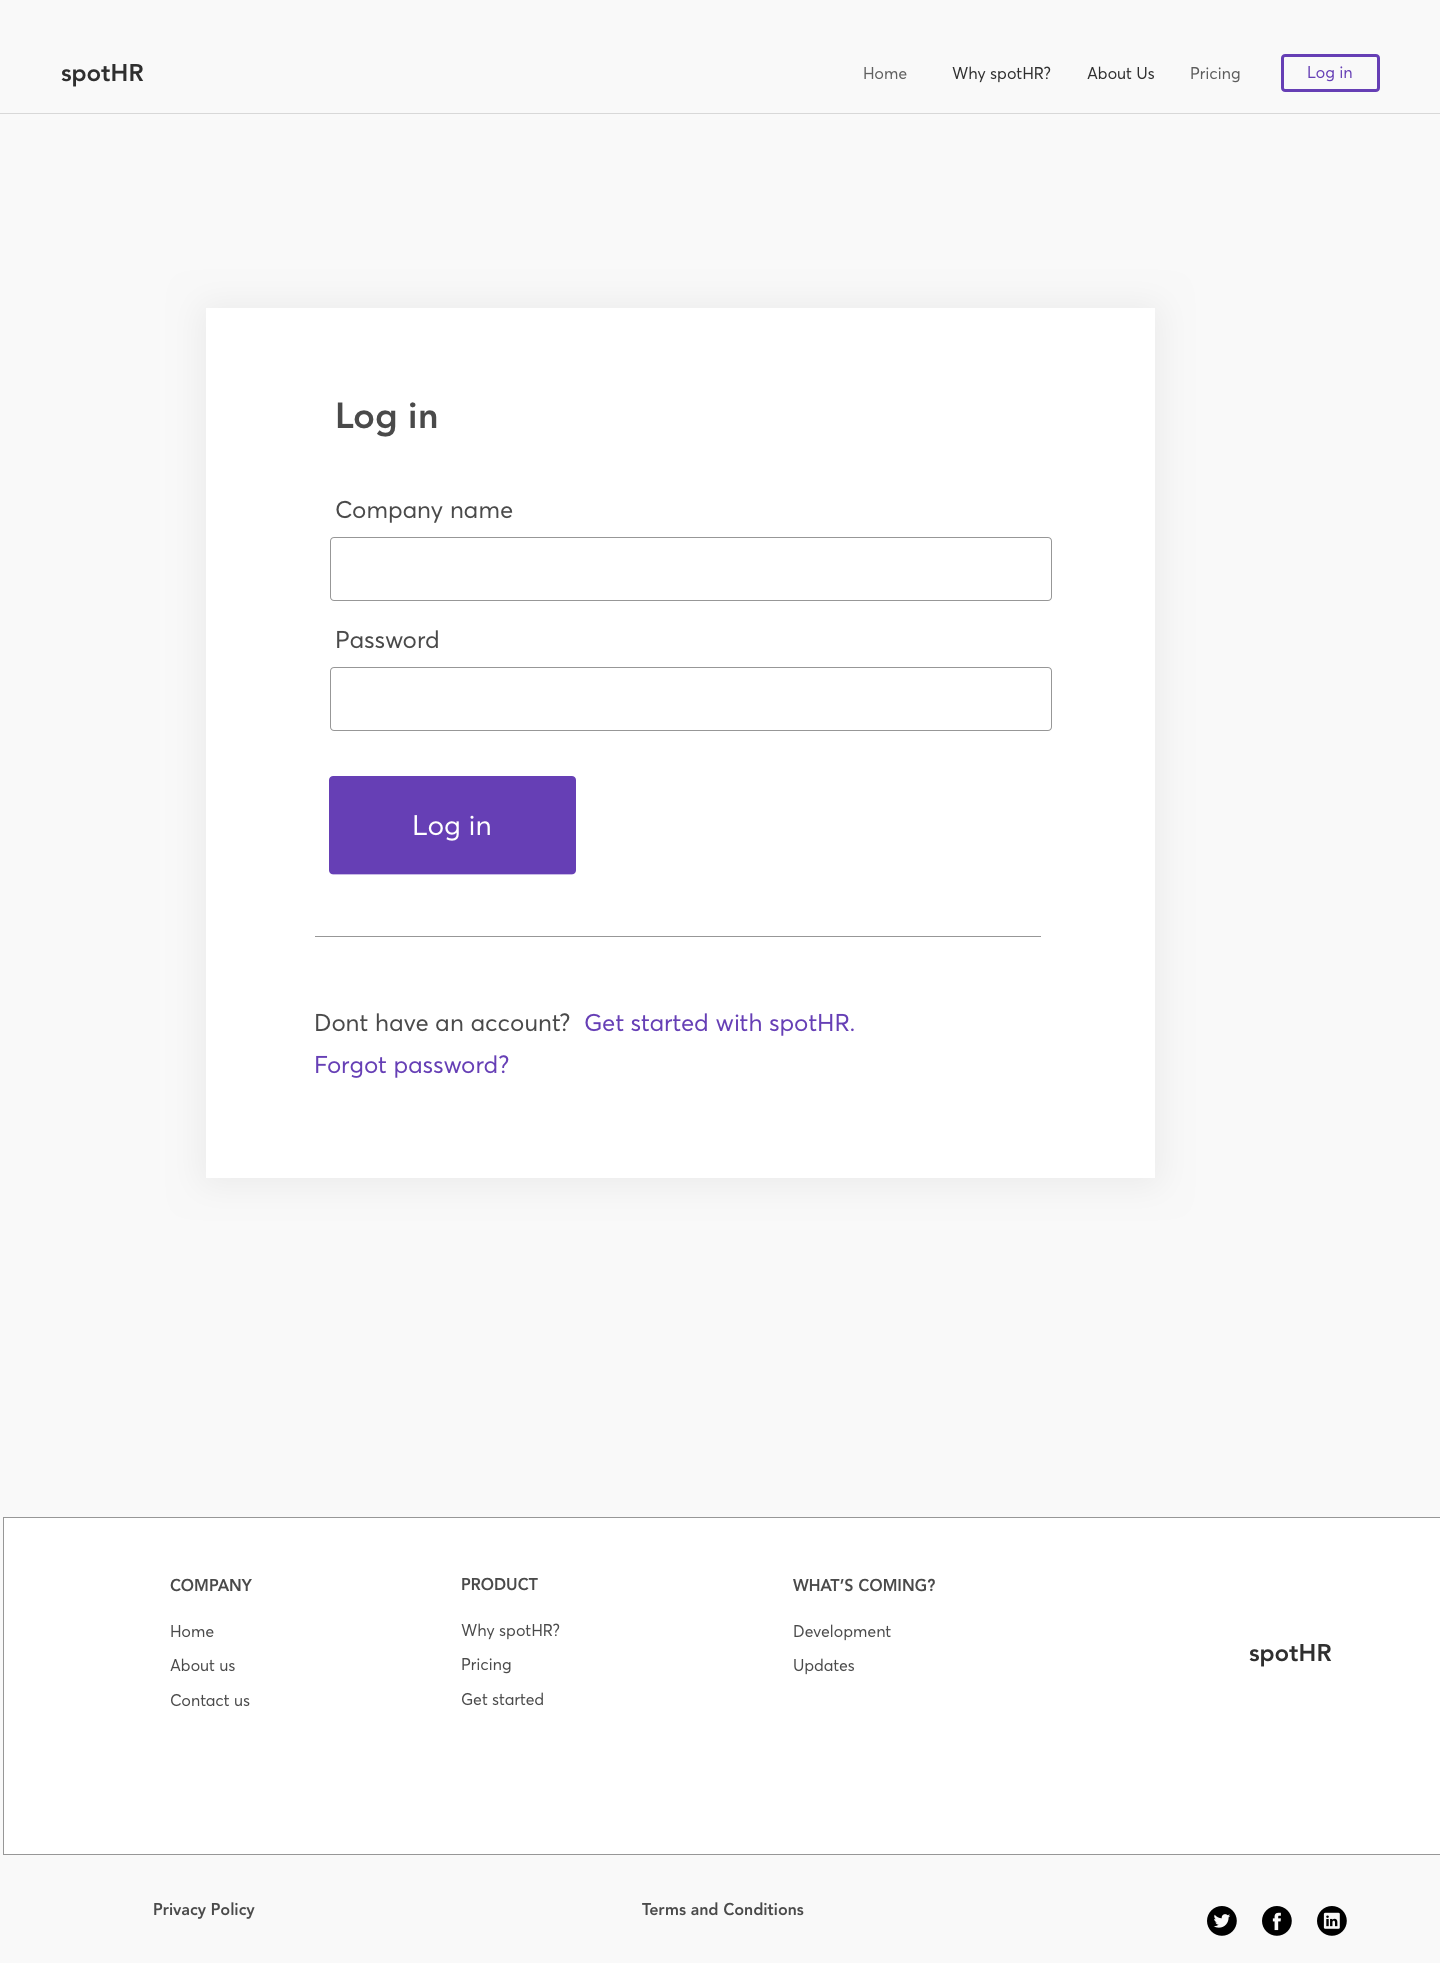 spotHR
Home Why spotHR? About Us Pricing Log in
Log in
Company name
Password
Log in
Dont have an account? Get started with spotHR.
Forgot password?
COMPANY
Home
About us
Contact us
PRODUCT
Why spotHR?
Pricing
Get started
WHAT'S COMING?
Development
Updates
spotHR
Privacy Policy
Terms and Conditions